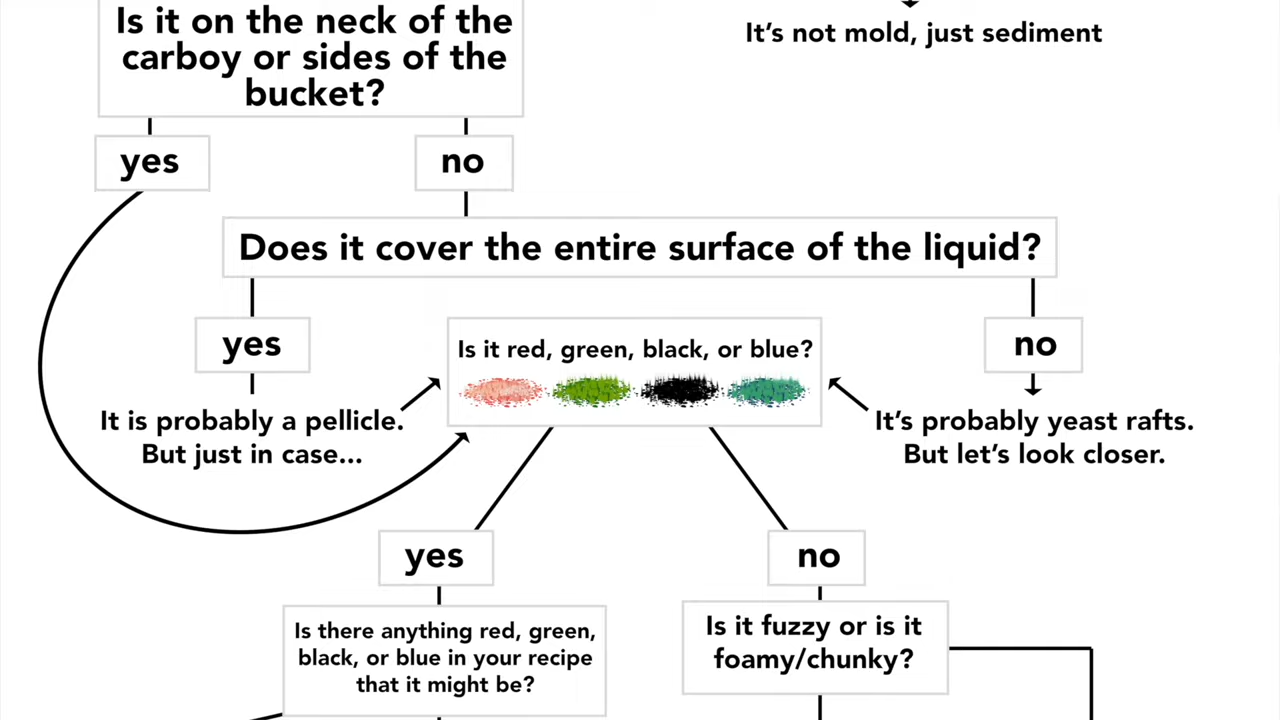 Is it on the neck of the
carboy or sides of the
bucket?
It’s not mold, just sediment
yes
no
Does it cover the entire surface of the liquid?
yes
Is it red, green, black, or blue?
no
It is probably a pellicle.
But just in case...
It’s probably yeast rafts.
But let’s look closer.
yes
no
Is there anything red, green,
black, or blue in your recipe
that it might be?
Is it fuzzy or is it
foamy/chunky?